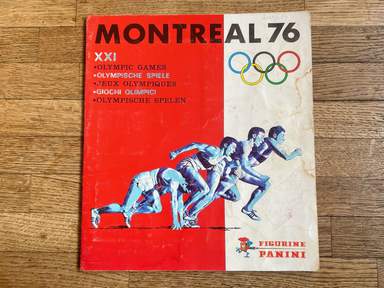 MONTREAL 76
XXI
•OLYMPIC GAMES
•OLYMPISCHE SPIELE
•JEUX OLYMPIQUES
•GIOCHI OLIMPICI
•OLYMPISCHE SPELEN
FIGURINE
PANINI